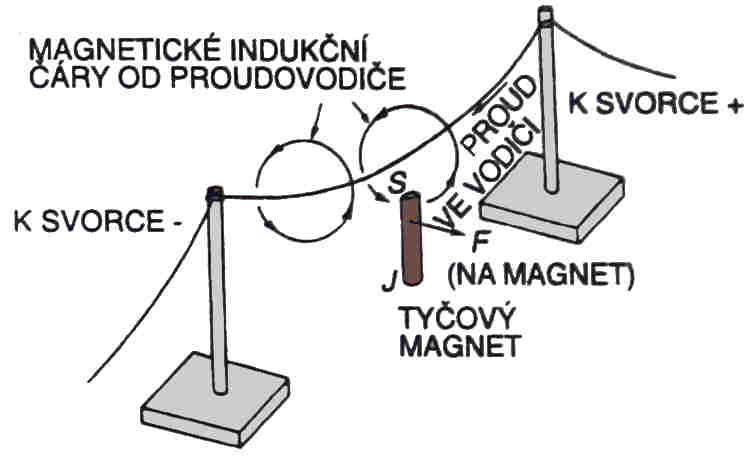 MAGNETICKÉ INDUKČNÍ
ČÁRY OD PROUDOVODIČE
K SVORCE +
PROUD
VE VODIČI
S
K SVORCE -
F
J
(NA MAGNET)
TYČOVÝ
MAGNET